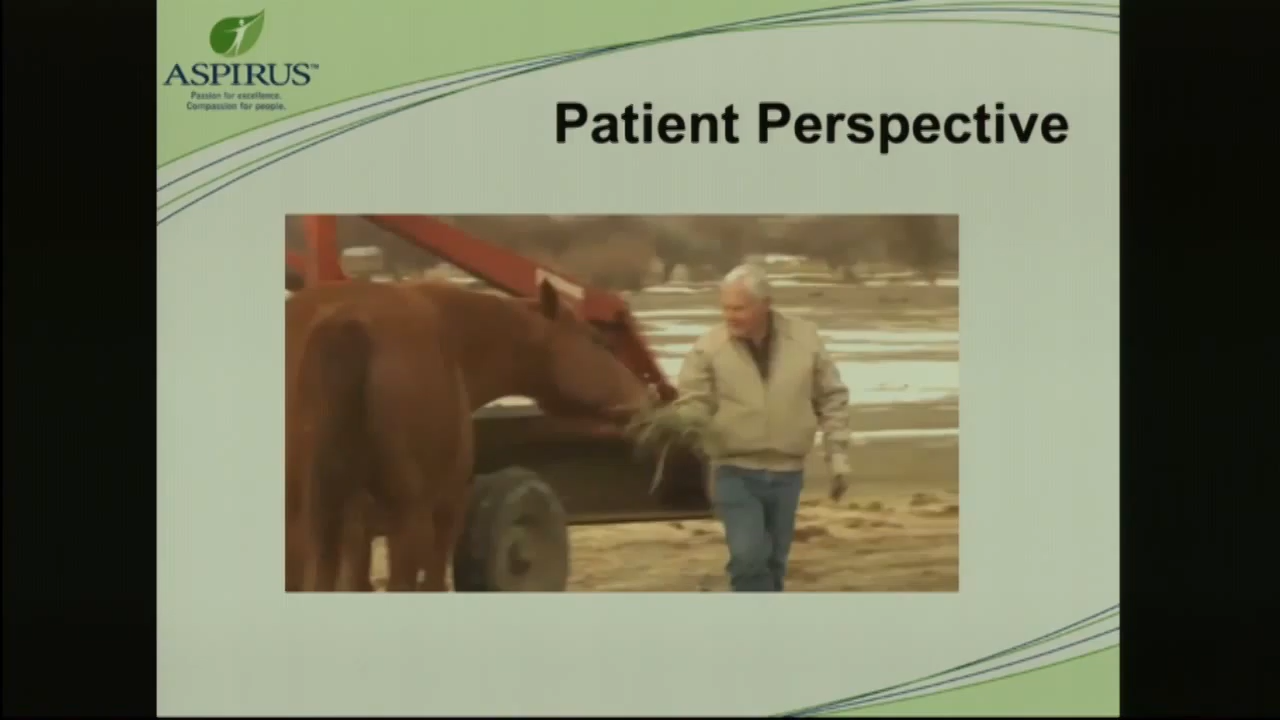 ASPIRUS™
Passion for excellence.
Compassion for people.
Patient Perspective